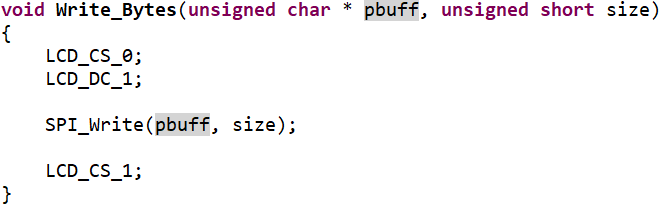 void Write_Bytes(unsigned char * pbuff, unsigned short size)
{
    LCD_CS_0;
    LCD_DC_1;

    SPI_Write(pbuff, size);

    LCD_CS_1;
}